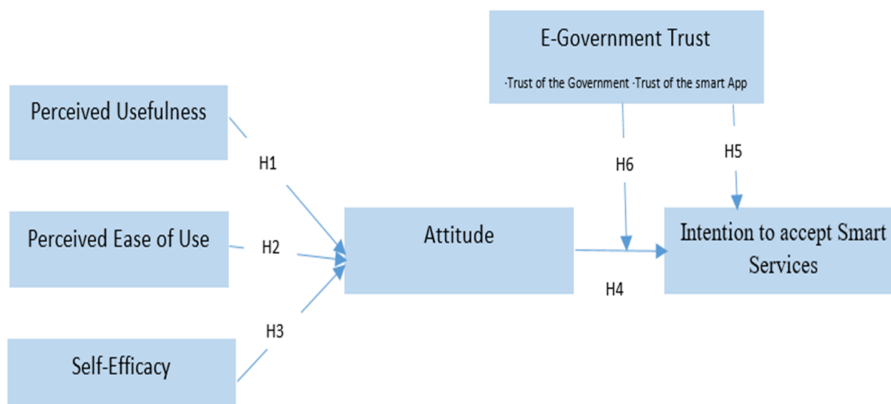 E-Government Trust
·Trust of the Government ·Trust of the smart App
Perceived Usefulness
H1
H6
H5
Perceived Ease of Use
H2
Attitude
Intention to accept Smart
Services
H4
H3
Self-Efficacy